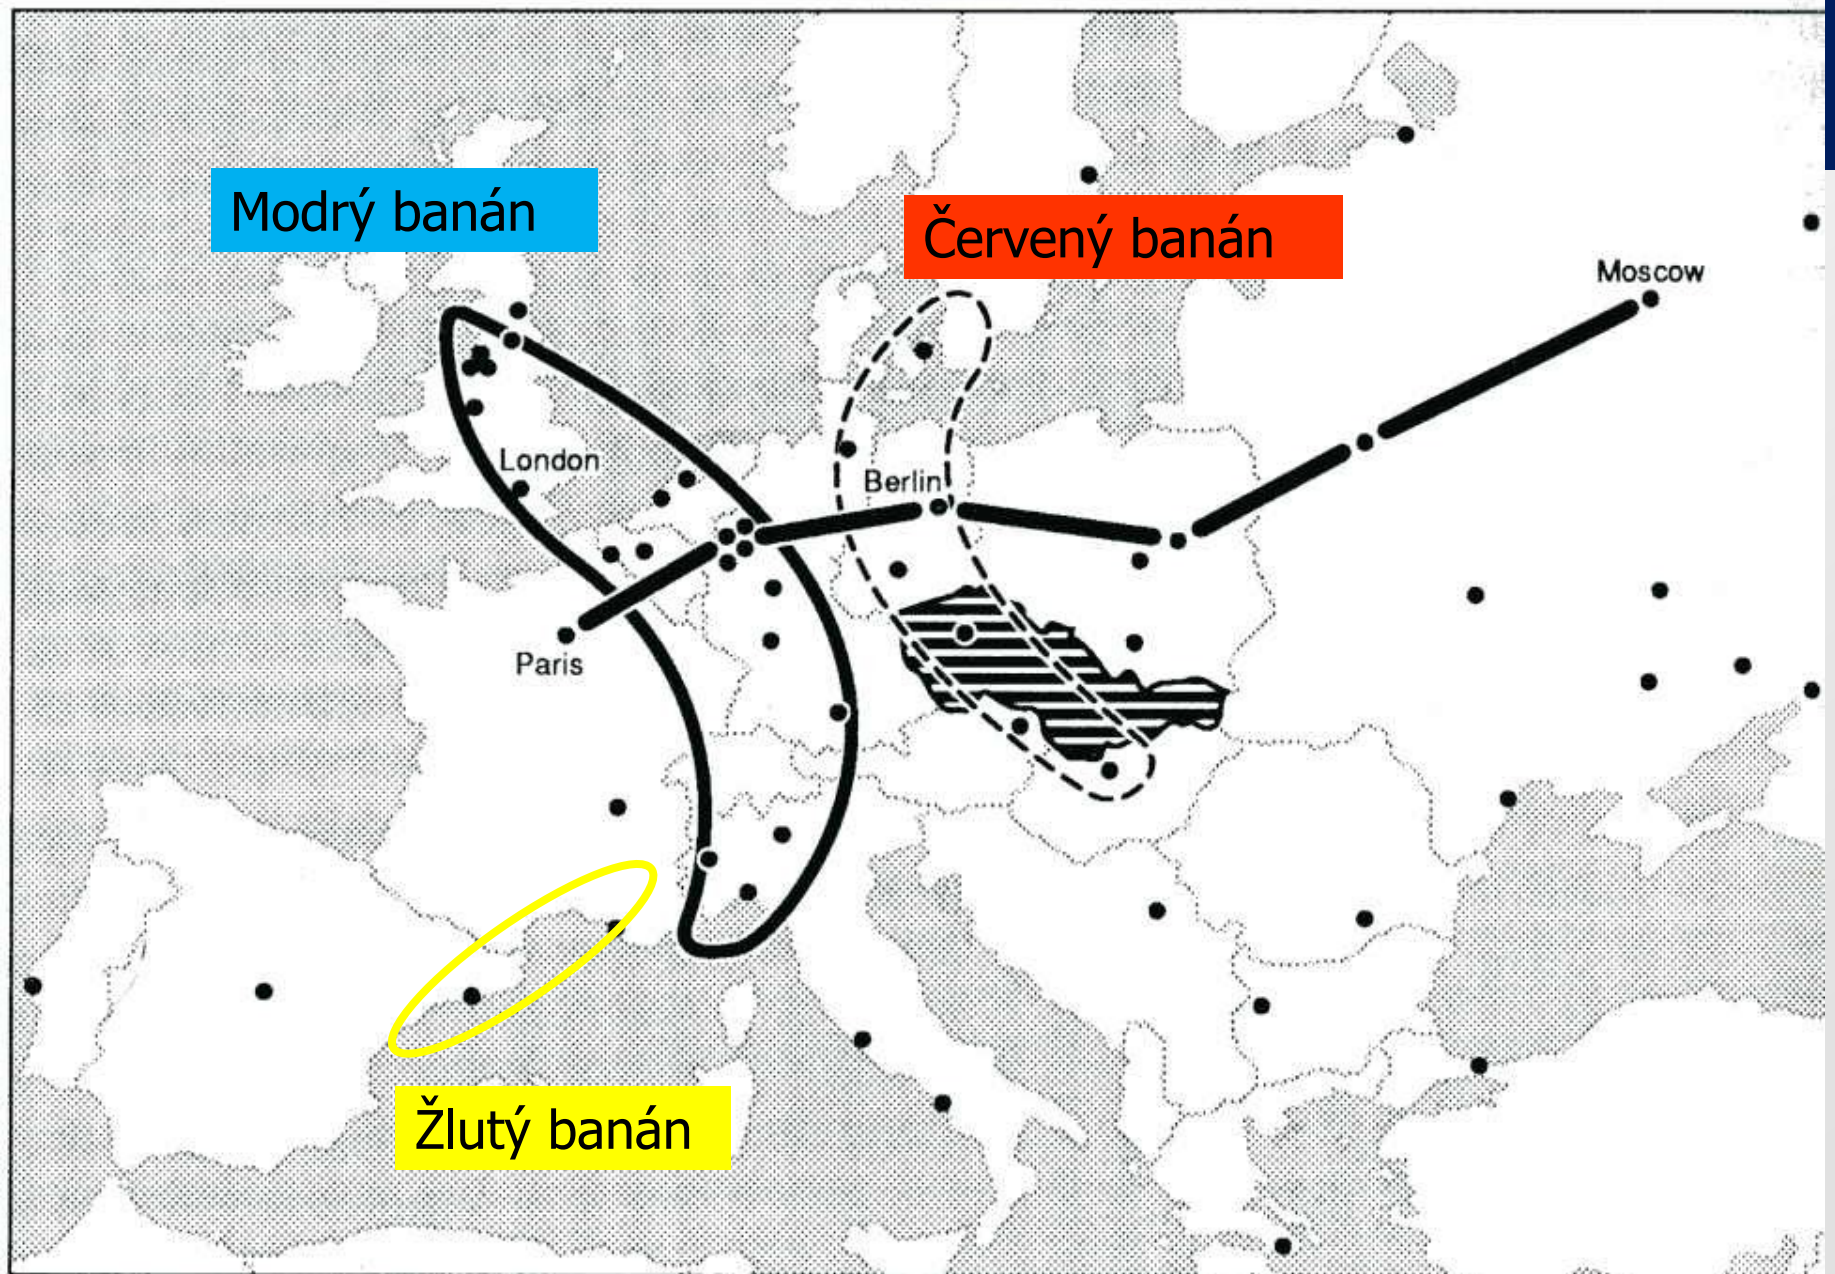 Modrý banán
Červený banán
Moscow
London
Berlin
Paris
Žlutý banán